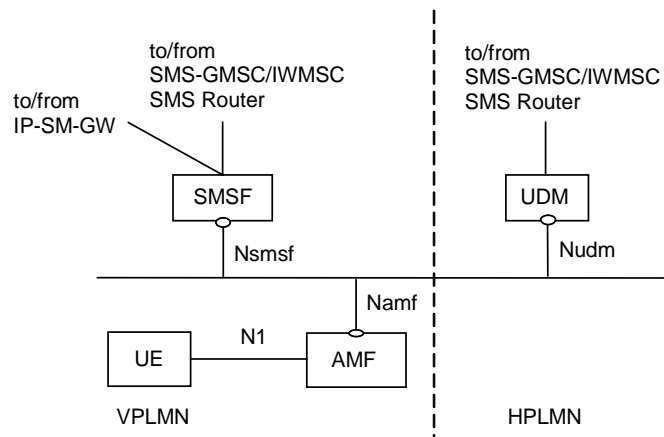 to/from
SMS-GMSC/IWMSC
SMS Router
to/from
SMS-GMSC/IWMSC
SMS Router
to/from
IP-SM-GW
SMSF
UDM
Nsmsf
Nudm
Namf
N1
UE
AMF
VPLMN
HPLMN